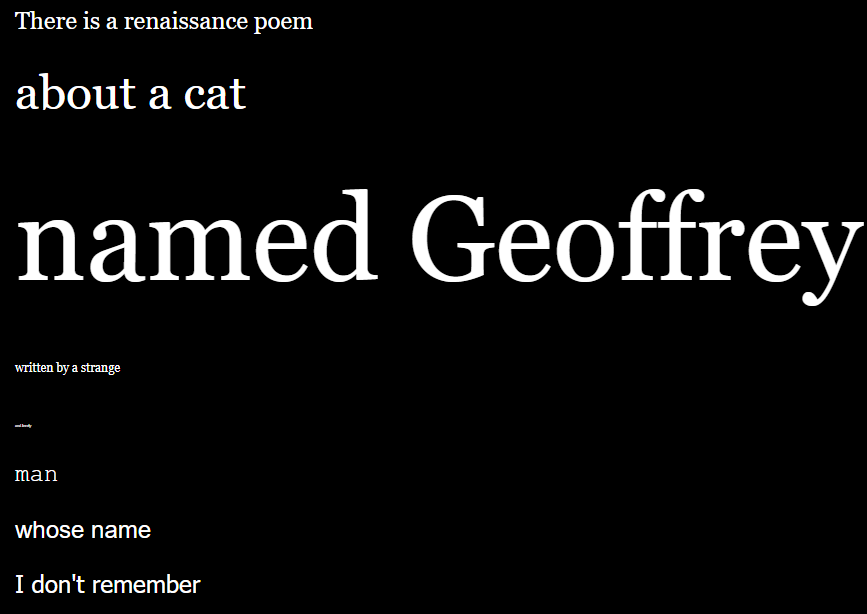 There is a renaissance poem
about a cat
named Geoffrey
written by a strange
man
whose name
I don't remember